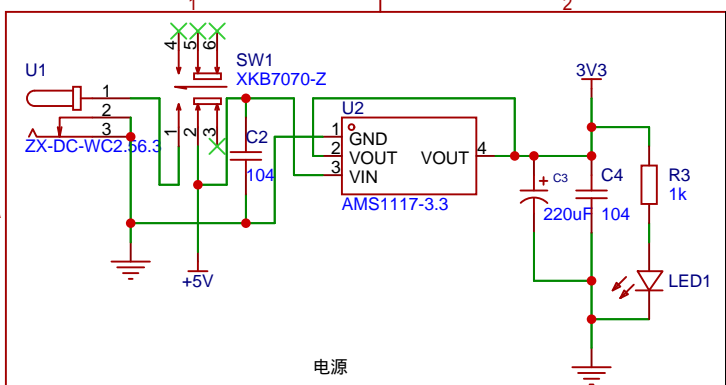 1
2
U1
1
2
3
ZX-DC-WC2.56.3
4
5
6
SW1
XKB7070-Z
1
2
3
C2
104
+5V
U2
1
GND
2
VOUT
3
VIN
VOUT
4
AMS1117-3.3
3V3
C3
+
220uF
C4
104
R3
1k
LED1
电源